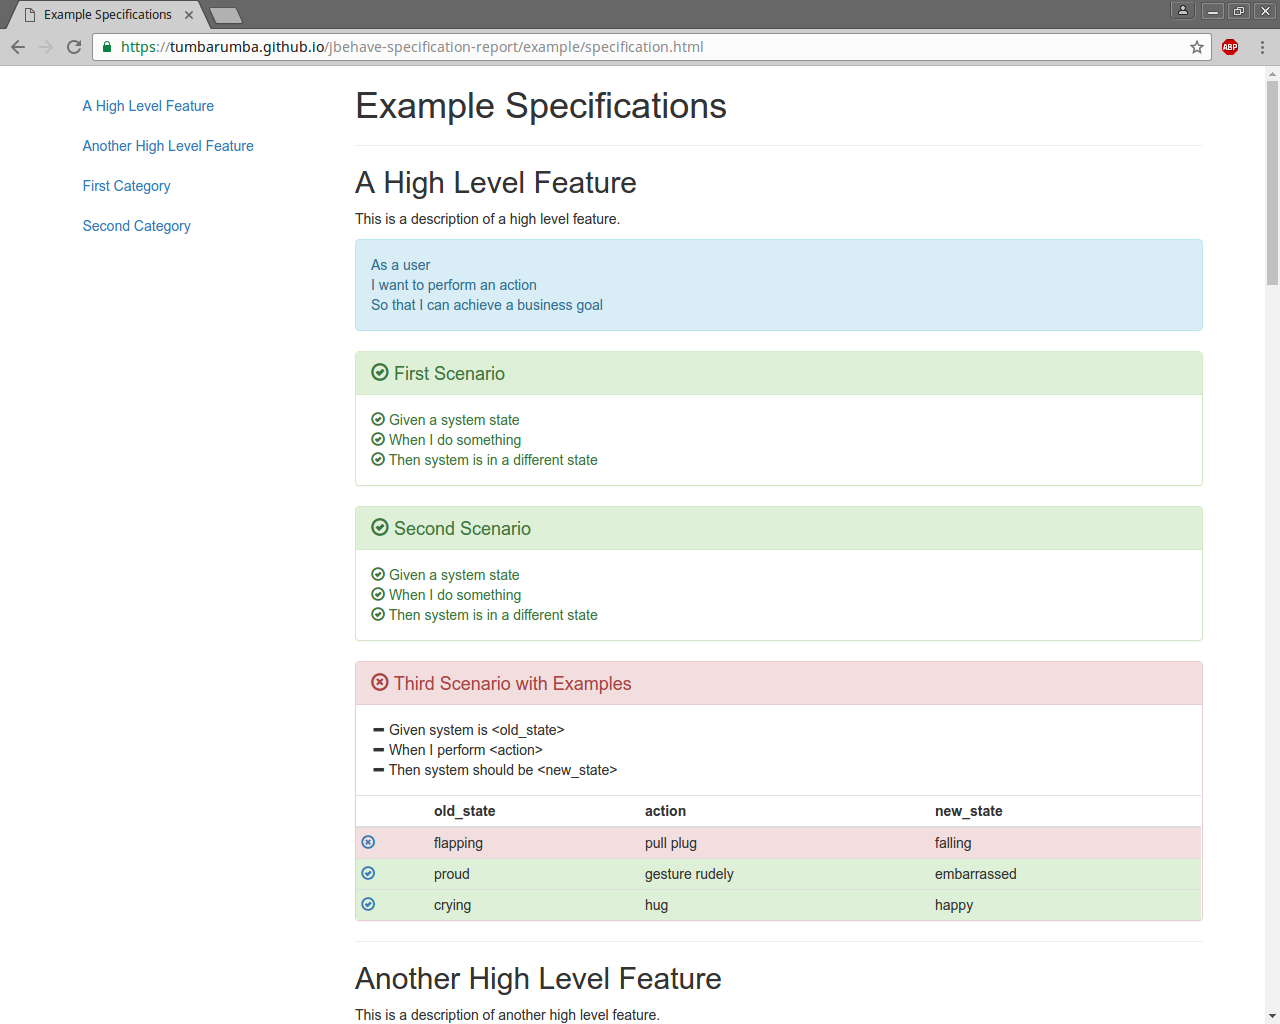 Example Specifications
https://tumbarumba.github.io/jbehave-specification-report/example/specification.html
ABP
A High Level Feature
Another High Level Feature
First Category
Second Category
Example Specifications
A High Level Feature
This is a description of a high level feature.
As a user
I want to perform an action
So that I can achieve a business goal
First Scenario
Given a system state
When I do something
Then system is in a different state
Second Scenario
Given a system state
When I do something
Then system is in a different state
Third Scenario with Examples
Given system is <old_state>
When I perform <action>
Then system should be <new_state>
old_state action new_state
flapping pull plug falling
proud gesture rudely embarrassed
crying hug happy
Another High Level Feature
This is a description of another high level feature.